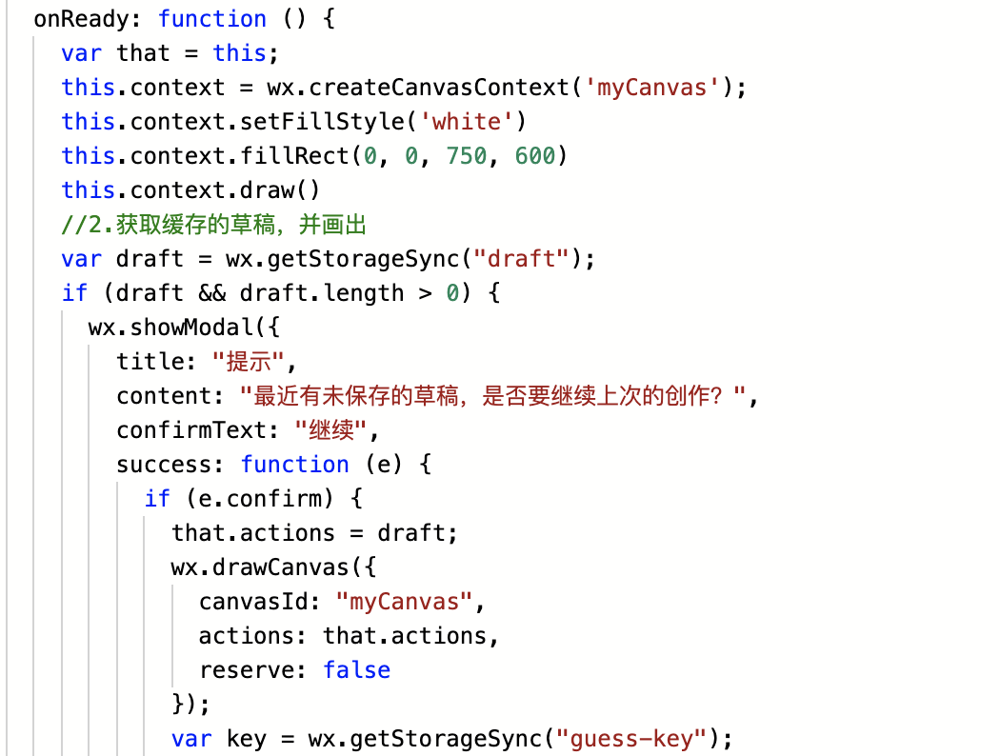 onReady: function () {
var that = this;
this.context = wx.createCanvasContext('myCanvas');
this.context.setFillStyle('white')
this.context.fillRect(0, 0, 750, 600)
this.context.draw()
//2.获取缓存的草稿，并画出
var draft = wx.getStorageSync("draft");
if (draft && draft.length > 0) {
wx.showModal({
title: "提示",
content: "最近有未保存的草稿，是否要继续上次的创作？",
confirmText: "继续",
success: function (e) {
if (e.confirm) {
that.actions = draft;
wx.drawCanvas({
canvasId: "myCanvas",
actions: that.actions,
reserve: false
});
var key = wx.getStorageSync("guess-key");